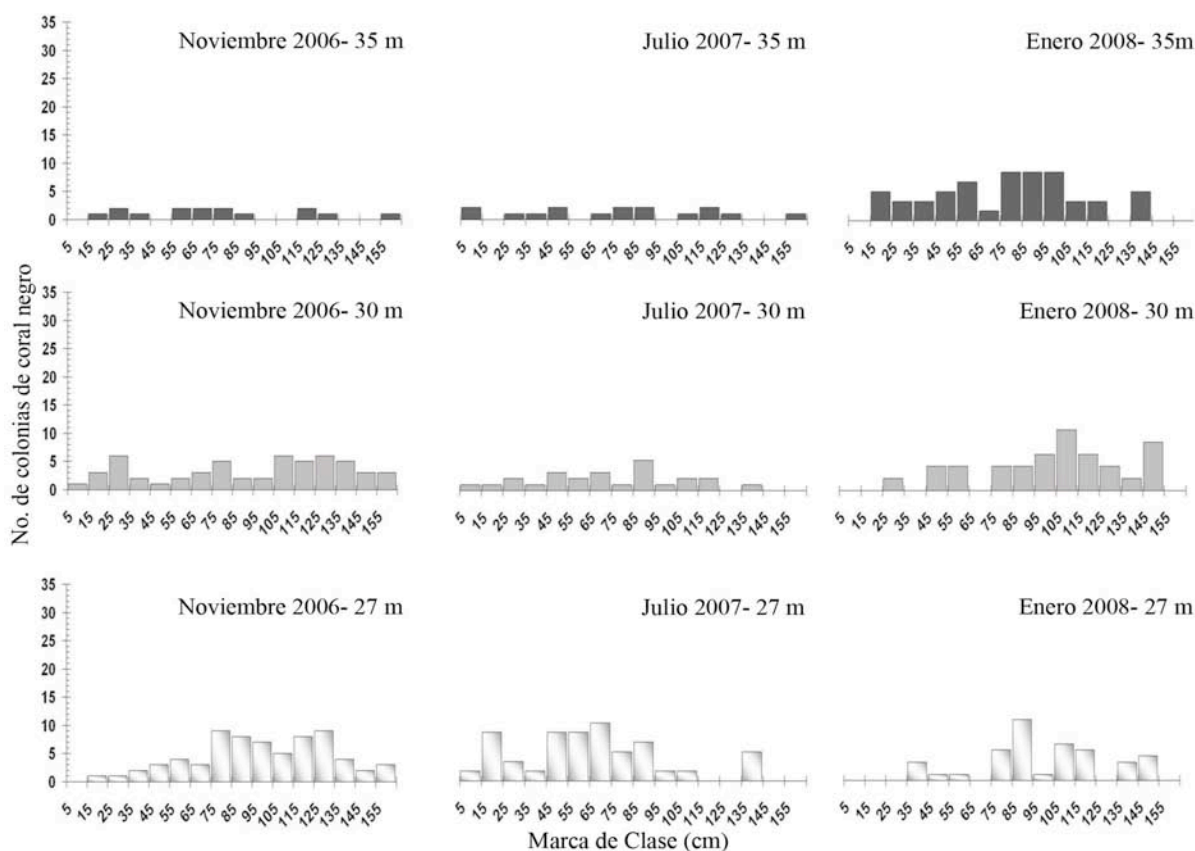 35
30
25
20
15
10
5
0
Noviembre 2006- 35 m
Julio 2007- 35 m
Enero 2008- 35m
5 15 25 35 45 55 65 75 85 95 105 115 125 135 145 155
5 15 25 35 45 55 65 75 85 95 105 115 125 135 145 155
5 15 25 35 45 55 65 75 85 95 105 115 125 135 145 155
No. de colonias de coral negro
35
30
25
20
15
10
5
0
Noviembre 2006- 30 m
Julio 2007- 30 m
Enero 2008- 30 m
5 15 25 35 45 55 65 75 85 95 105 115 125 135 145 155
5 15 25 35 45 55 65 75 85 95 105 115 125 135 145 155
5 15 25 35 45 55 65 75 85 95 105 115 125 135 145 155
35
30
25
20
15
10
5
0
Noviembre 2006- 27 m
Julio 2007- 27 m
Enero 2008- 27 m
5 15 25 35 45 55 65 75 85 95 105 115 125 135 145 155
5 15 25 35 45 55 65 75 85 95 105 115 125 135 145 155
5 15 25 35 45 55 65 75 85 95 105 115 125 135 145 155
Marca de Clase (cm)